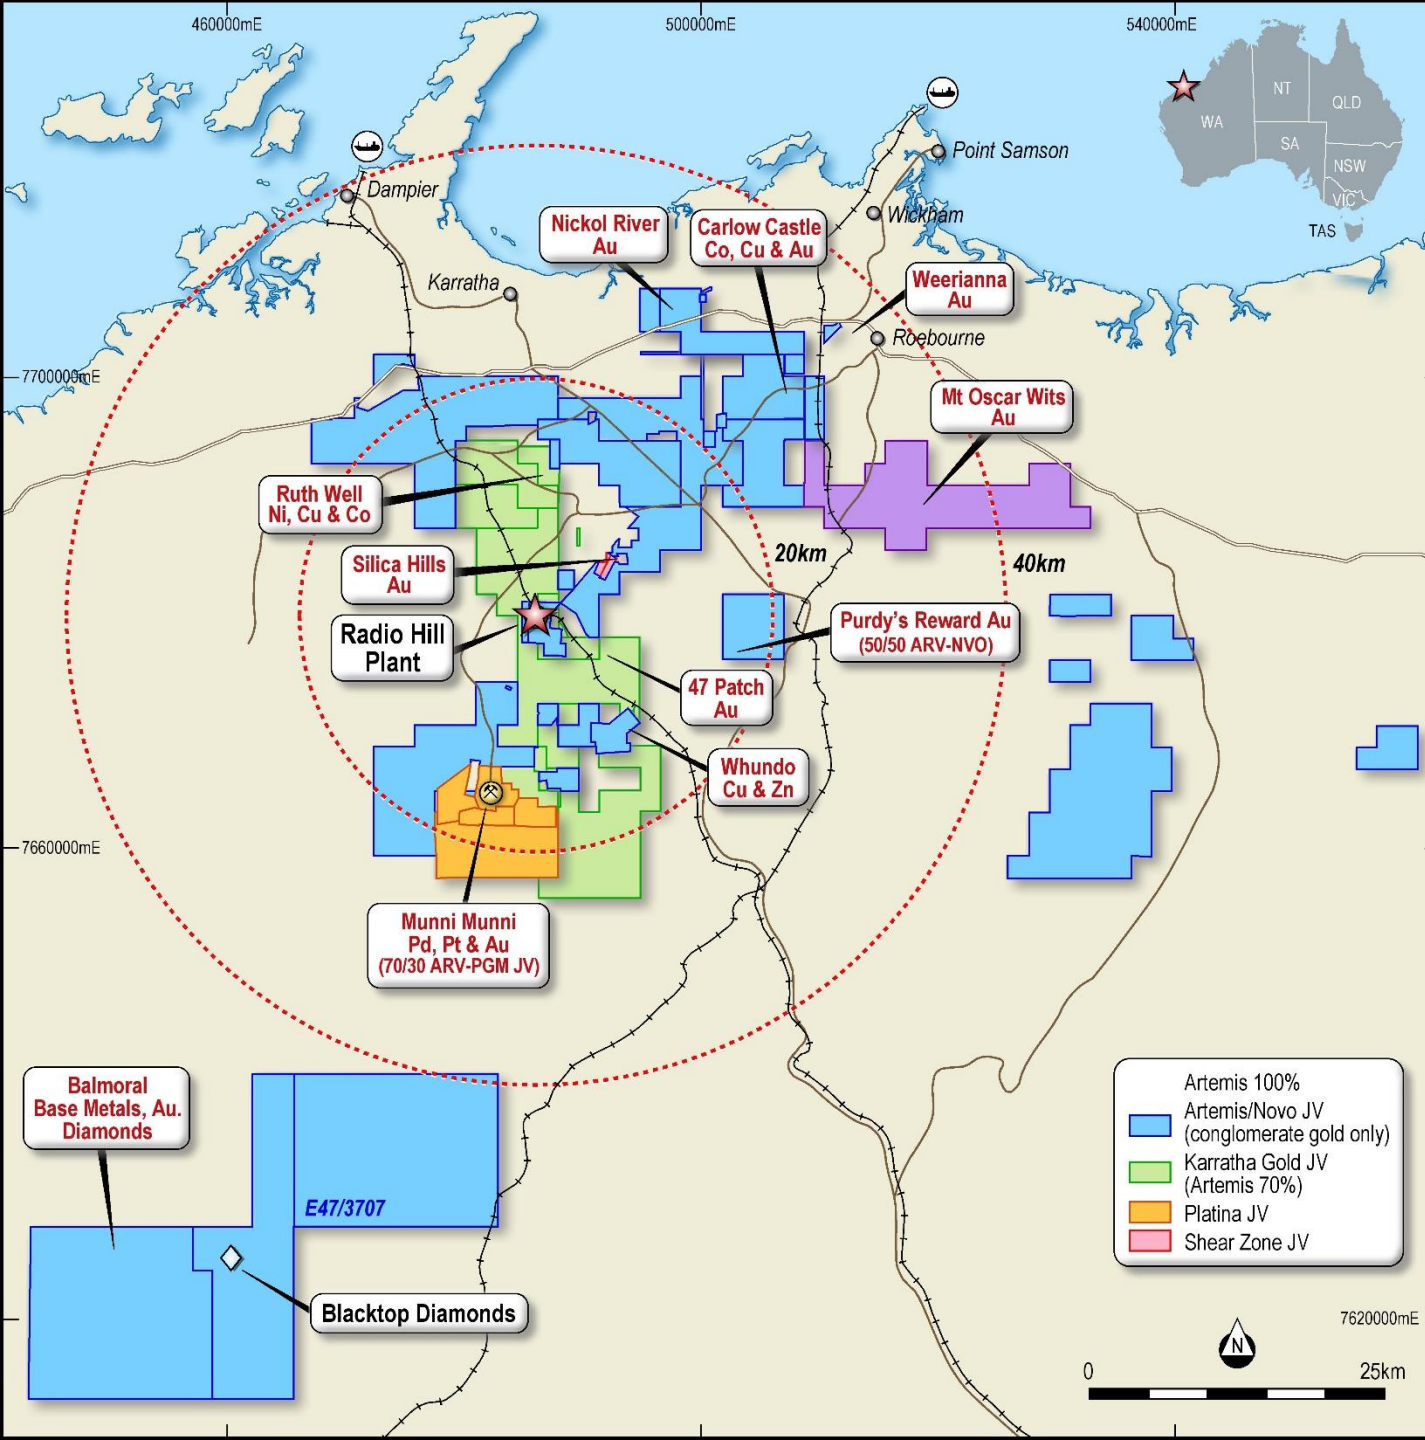 460000mE
500000mE
540000mE
NT
QLD
WA
SA
NSW
VIC
TAS
Point Samson
Dampier
Wickham
Nickol River
Au
Carlow Castle
Co, Cu & Au
Karratha
Weerianna
Au
Roebourne
7700000mE
Mt Oscar Wits
Au
Ruth Well
Ni, Cu & Co
20km
40km
Silica Hills
Au
Radio Hill
Plant
Purdy's Reward Au
(50/50 ARV-NVO)
47 Patch
Au
Whundo
Cu & Zn
7660000mE
Munni Munni
Pd, Pt & Au
(70/30 ARV-PGM JV)
Balmoral
Base Metals, Au.
Diamonds
E47/3707
Blacktop Diamonds
Artemis 100%
Artemis/Novo JV
(conglomerate gold only)
Karratha Gold JV
(Artemis 70%)
Platina JV
Shear Zone JV
7620000mE
N
0
25km